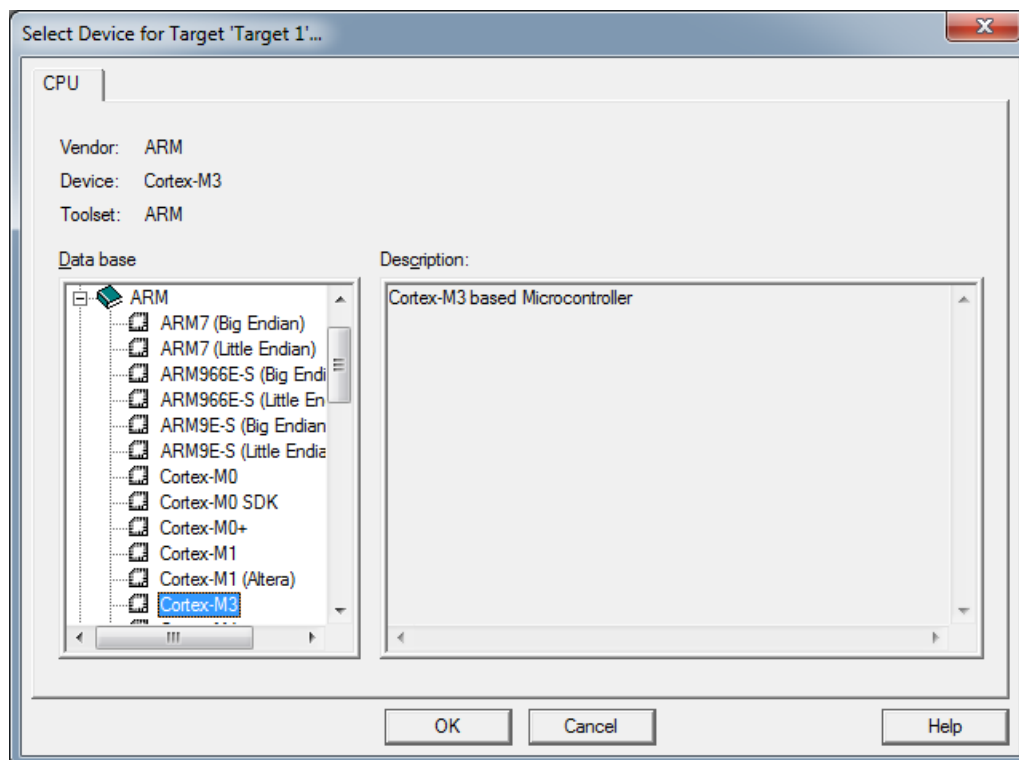 Select Device for Target 'Target 1'...
CPU
Vendor: ARM
Device: Cortex-M3
Toolset: ARM
Data base
Description:
ARM
ARM7 (Big Endian)
ARM7 (Little Endian)
ARM966E-S (Big Endi
ARM966E-S (Little En
ARM9E-S (Big Endian
ARM9E-S (Little Endia
Cortex-M0
Cortex-M0 SDK
Cortex-M0+
Cortex-M1
Cortex-M1 (Altera)
Cortex-M3
Cortex-M3 based Microcontroller
OK
Cancel
Help